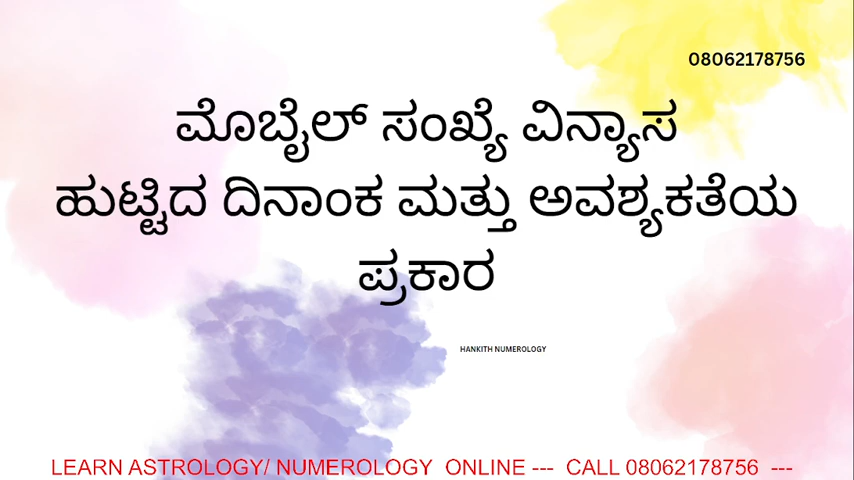 08062178756
ಮೊಬೈಲ್ ಸಂಖ್ಯೆ ವಿನ್ಯಾಸ
ಹುಟ್ಟಿದ ದಿನಾಂಕ ಮತ್ತು ಅವಶ್ಯಕತೆಯ
ಪ್ರಕಾರ
HANKITH NUMEROLOGY
LEARN ASTROLOGY/ NUMEROLOGY  ONLINE ---  CALL 08062178756  ---